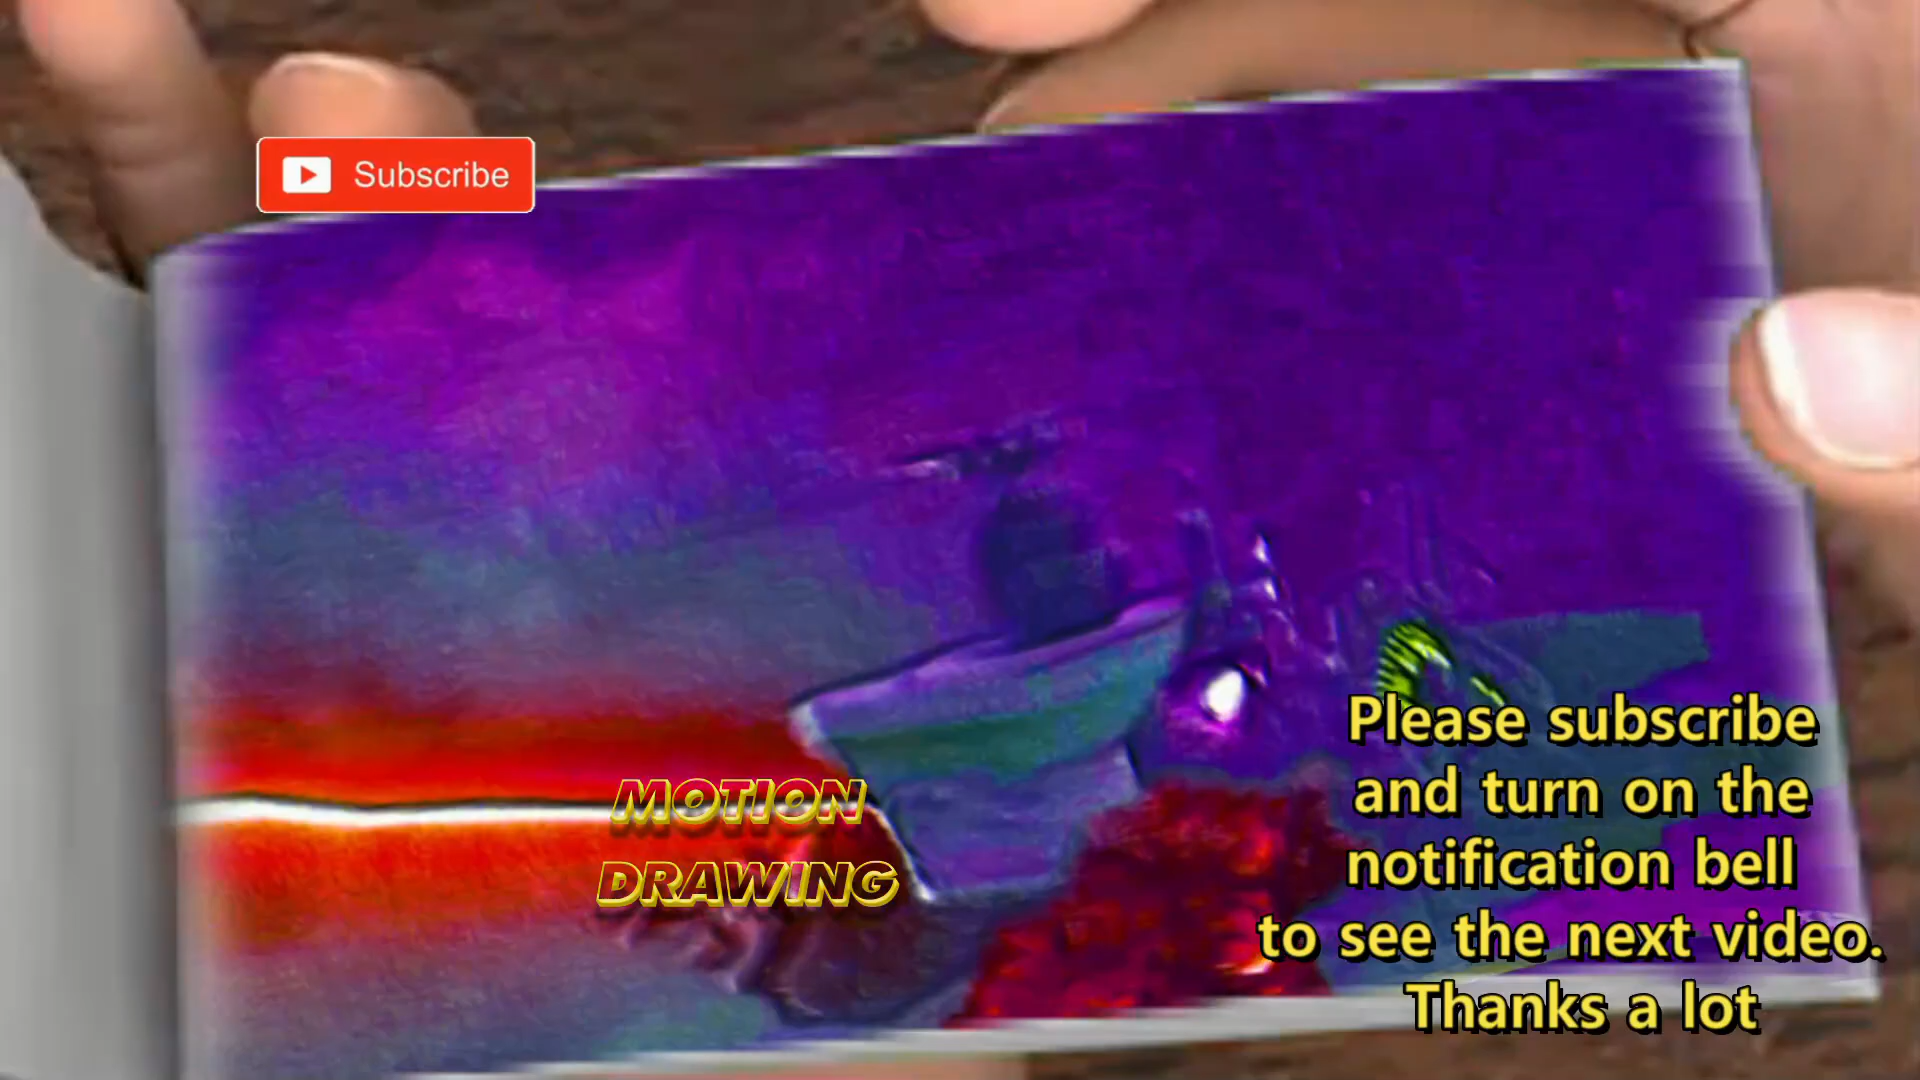 Subscribe
MOTION
DRAWING
Please subscribe
and turn on the
notification bell
to see the next video.
Thanks a lot